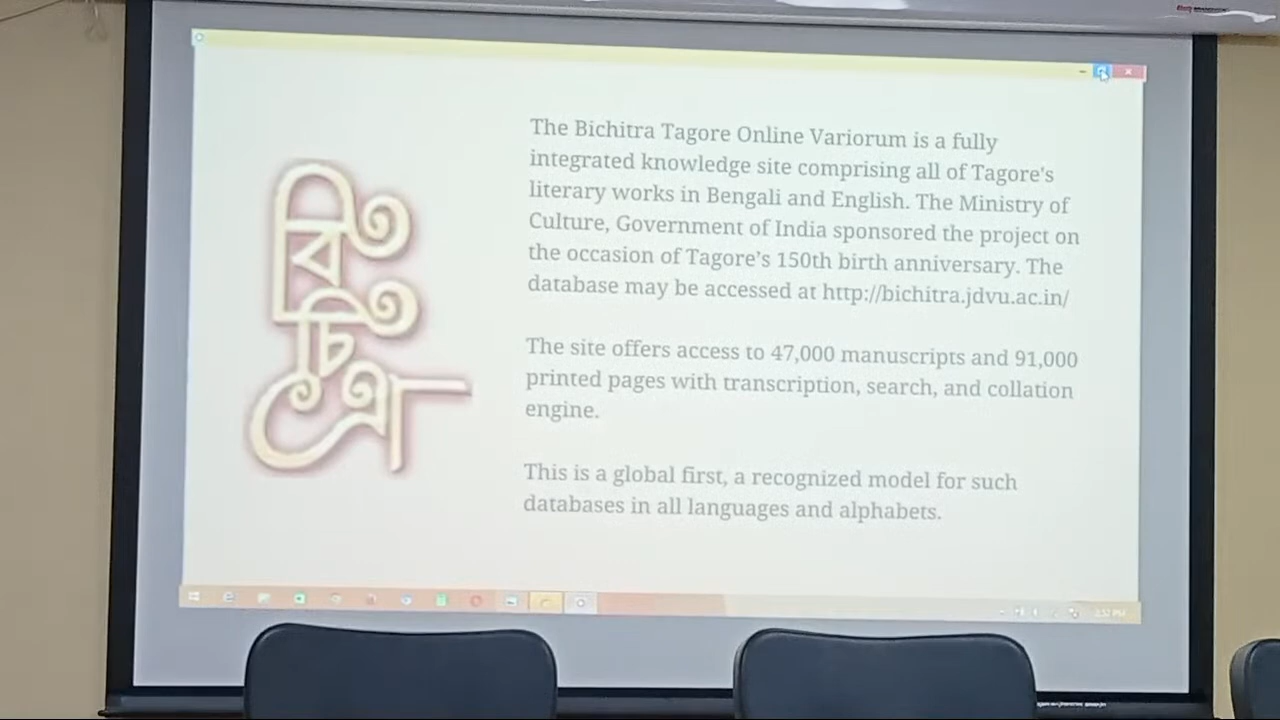 বিচিত্রা
The Bichitra Tagore Online Variorum is a fully
integrated knowledge site comprising all of Tagore's
literary works in Bengali and English. The Ministry of
Culture, Government of India sponsored the project on
the occasion of Tagore’s 150th birth anniversary. The
database may be accessed at http://bichitra.jdvu.ac.in/
The site offers access to 47,000 manuscripts and 91,000
printed pages with transcription, search, and collation
engine.
This is a global first, a recognized model for such
databases in all languages and alphabets.